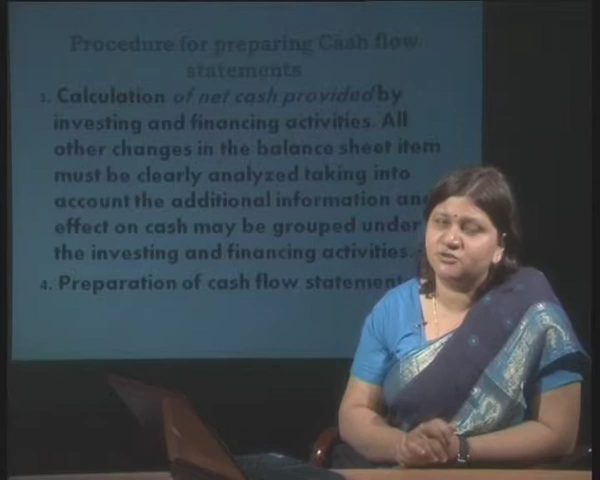 Procedure for preparing Cash flow
statements
3. Calculation of net cash provided by
investing and financing activities. All
other changes in the balance sheet item
must be clearly analyzed taking into
account the additional information and
effect on cash may be grouped under
the investing and financing activities.
4. Preparation of cash flow statement